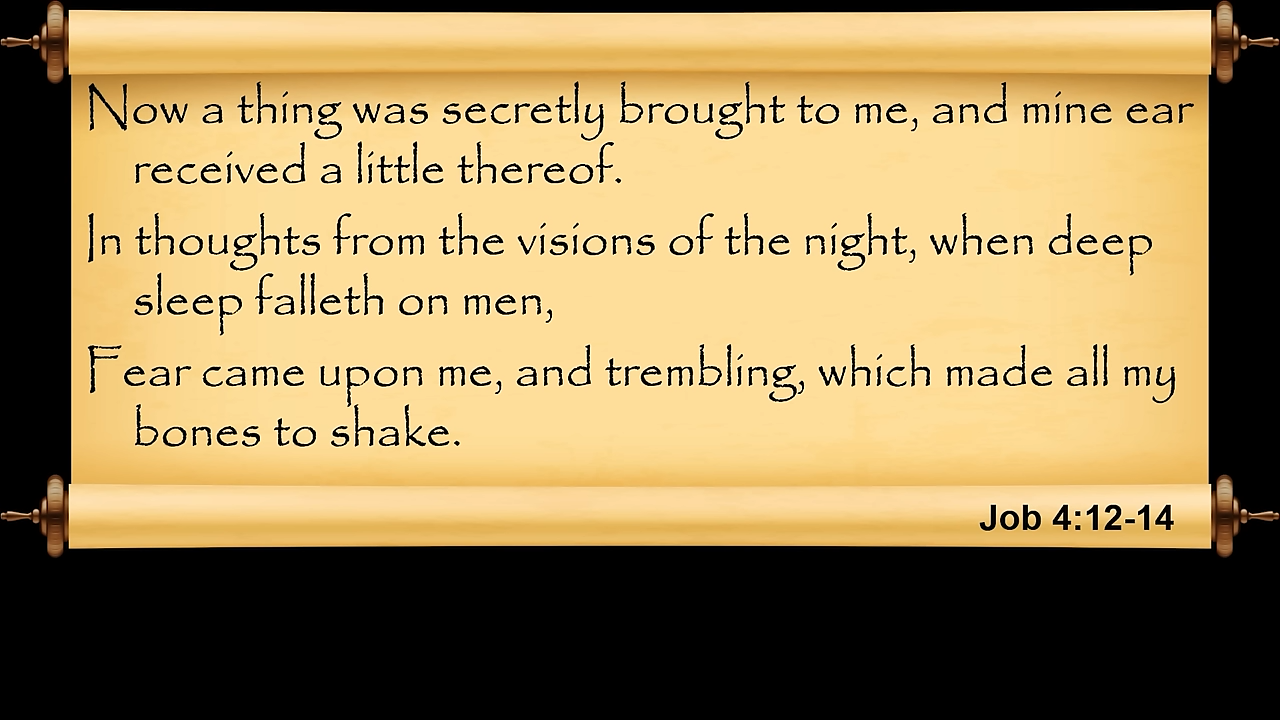 Now a thing was secretly brought to me, and mine ear
received a little thereof.
In thoughts from the visions of the night, when deep
sleep falleth on men,
Fear came upon me, and trembling, which made all my
bones to shake.
Job 4:12-14